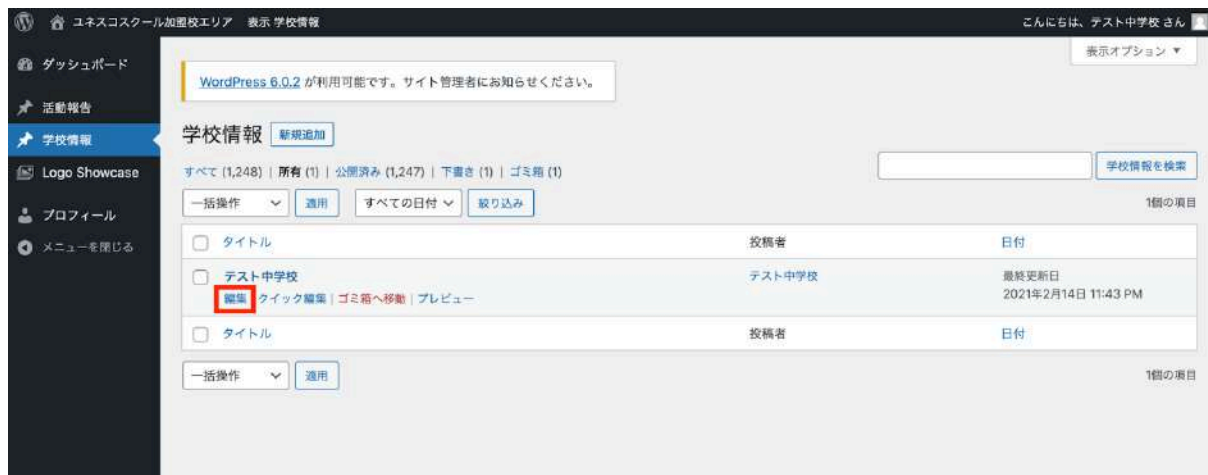 ユネスコスクール加盟校エリア 表示 学校情報 こんにちは、テスト中学校 さん
表示オプション ▼
ダッシュボード
活動報告
学校情報
Logo Showcase
プロフィール
メニューを閉じる
WordPress 6.0.2 が利用可能です。サイト管理者にお知らせください。
学校情報 新規追加
すべて (1,248) | 所有 (1) | 公開済み (1,247) | 下書き (1) | ゴミ箱 (1)
学校情報を検索
一括操作 適用 すべての日付 絞り込み 1個の項目
タイトル 投稿者 日付
テスト中学校 テスト中学校 最終更新日
編集 クイック編集 | ゴミ箱へ移動 | プレビュー 2021年2月14日 11:43 PM
タイトル 投稿者 日付
一括操作 適用 1個の項目